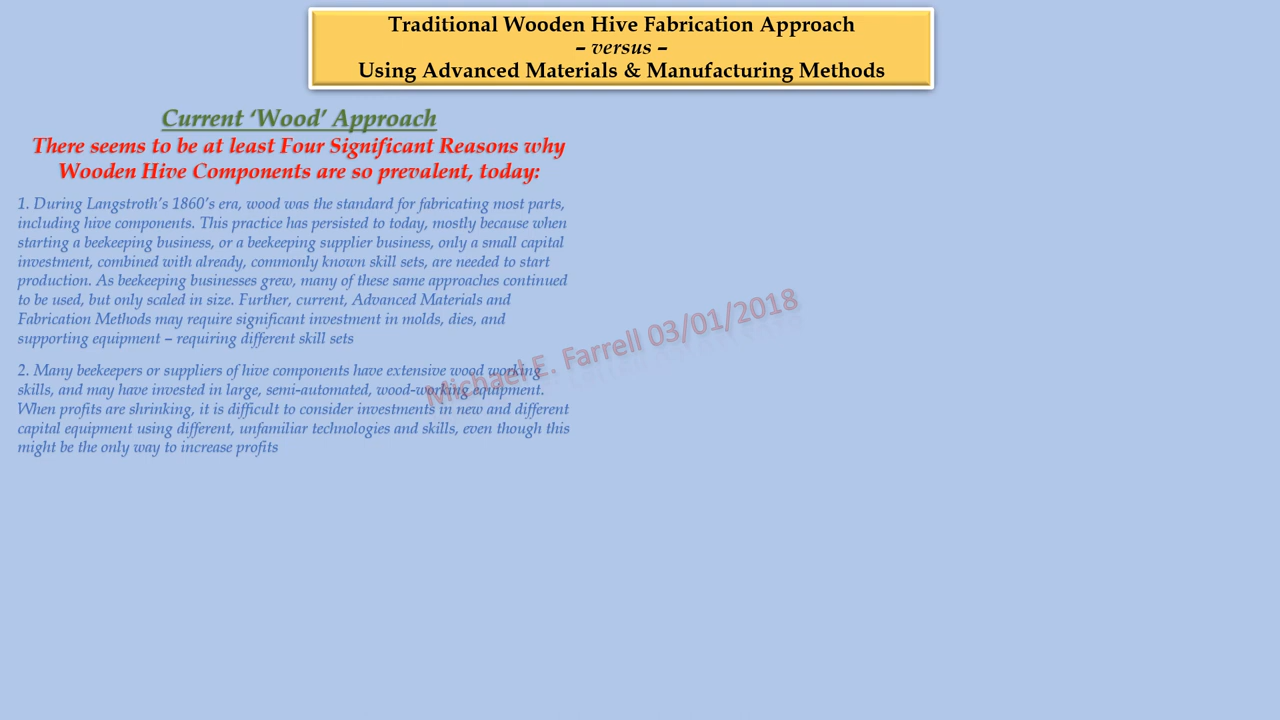 Traditional Wooden Hive Fabrication Approach
– versus –
Using Advanced Materials & Manufacturing Methods
Current ‘Wood’ Approach
There seems to be at least Four Significant Reasons why
Wooden Hive Components are so prevalent, today:
1. During Langstroth’s 1860’s era, wood was the standard for fabricating most parts,
including hive components. This practice has persisted to today, mostly because when
starting a beekeeping business, or a beekeeping supplier business, only a small capital
investment, combined with already, commonly known skill sets, are needed to start
production. As beekeeping businesses grew, many of these same approaches continued
to be used, but only scaled in size. Further, current, Advanced Materials and
Fabrication Methods may require significant investment in molds, dies, and
supporting equipment – requiring different skill sets
2. Many beekeepers or suppliers of hive components have extensive wood working
skills, and may have invested in large, semi-automated, wood-working equipment.
When profits are shrinking, it is difficult to consider investments in new and different
capital equipment using different, unfamiliar technologies and skills, even though this
might be the only way to increase profits
Michael E. Farrell 03/01/2018